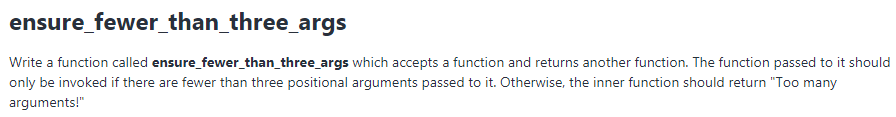 ensure_fewer_than_three_args
Write a function called ensure_fewer_than_three_args which accepts a function and returns another function. The function passed to it should
only be invoked if there are fewer than three positional arguments passed to it. Otherwise, the inner function should return "Too many
arguments!"